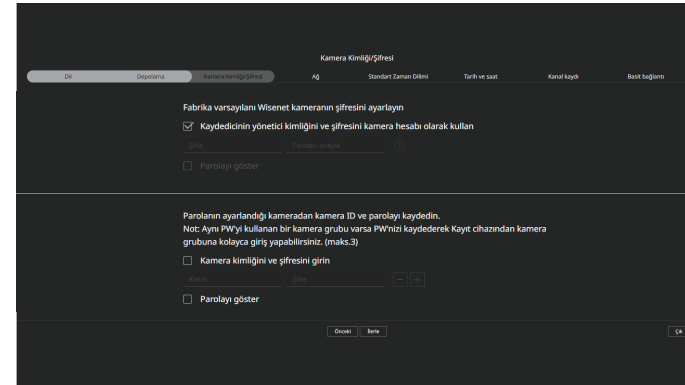 Kamera Kimliği/Şifresi
Dil Depolama Kamera Kimliği/Şifresi Ağ Standart Zaman Dilimi Tarih ve saat Kanal kaydı Basit bağlantı
Fabrika varsayılanı Wisenet kameranın şifresini ayarlayın
Kaydedicinin yönetici kimliğini ve şifresini kamera hesabı olarak kullan
Şifre Parolayı onayla
Parolayı göster
Parolanın ayarlandığı kameradan kamera ID ve parolayı kaydedin.
Not: Aynı PW'yi kullanan bir kamera grubu varsa PW'nizi kaydederek Kayıt cihazından kamera
grubuna kolayca giriş yapabilirsiniz. (maks.3)
Kamera kimliğini ve şifresini girin
Kimlik Şifre
Parolayı göster
Önceki İlerle Çık